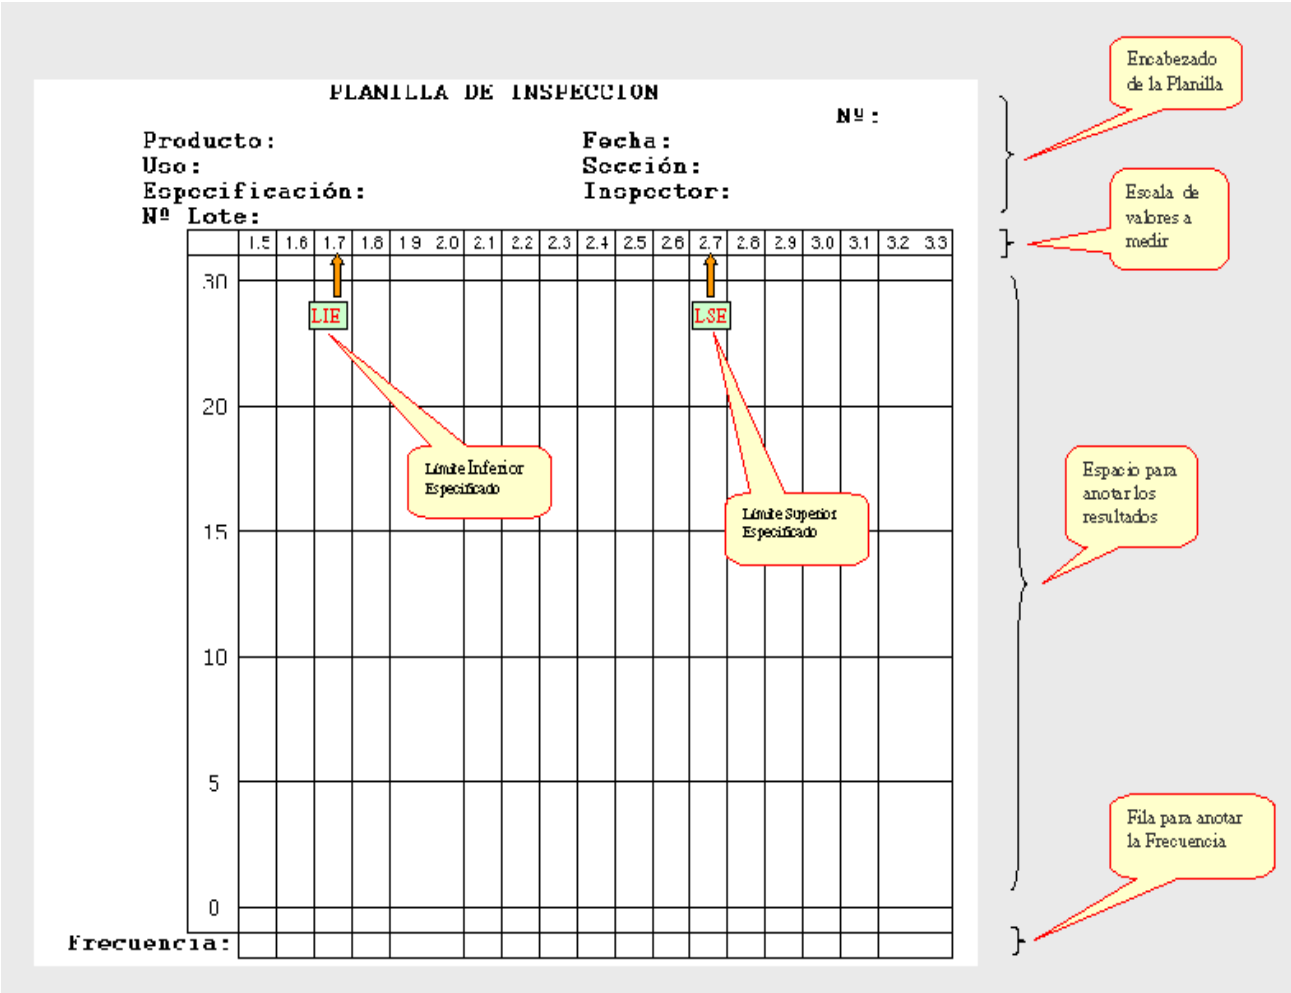 PLANILLA DE INSPECCION
Nº:
Producto: Fecha:
Uso: Sección:
Especificación: Inspector:
Nº Lote:
1.5 1.6 1.7 1.8 1.9 2.0 2.1 2.2 2.3 2.4 2.5 2.6 2.7 2.8 2.9 3.0 3.1 3.2 3.3
30
LIE LSE
20
Límite Inferior
Especificado
Límite Superior
Especificado
15
10
5
0
Frecuencia:
Encabezado
de la Planilla
Escala de
valores a
medir
Espacio para
anotar los
resultados
Fila para anotar
la Frecuencia